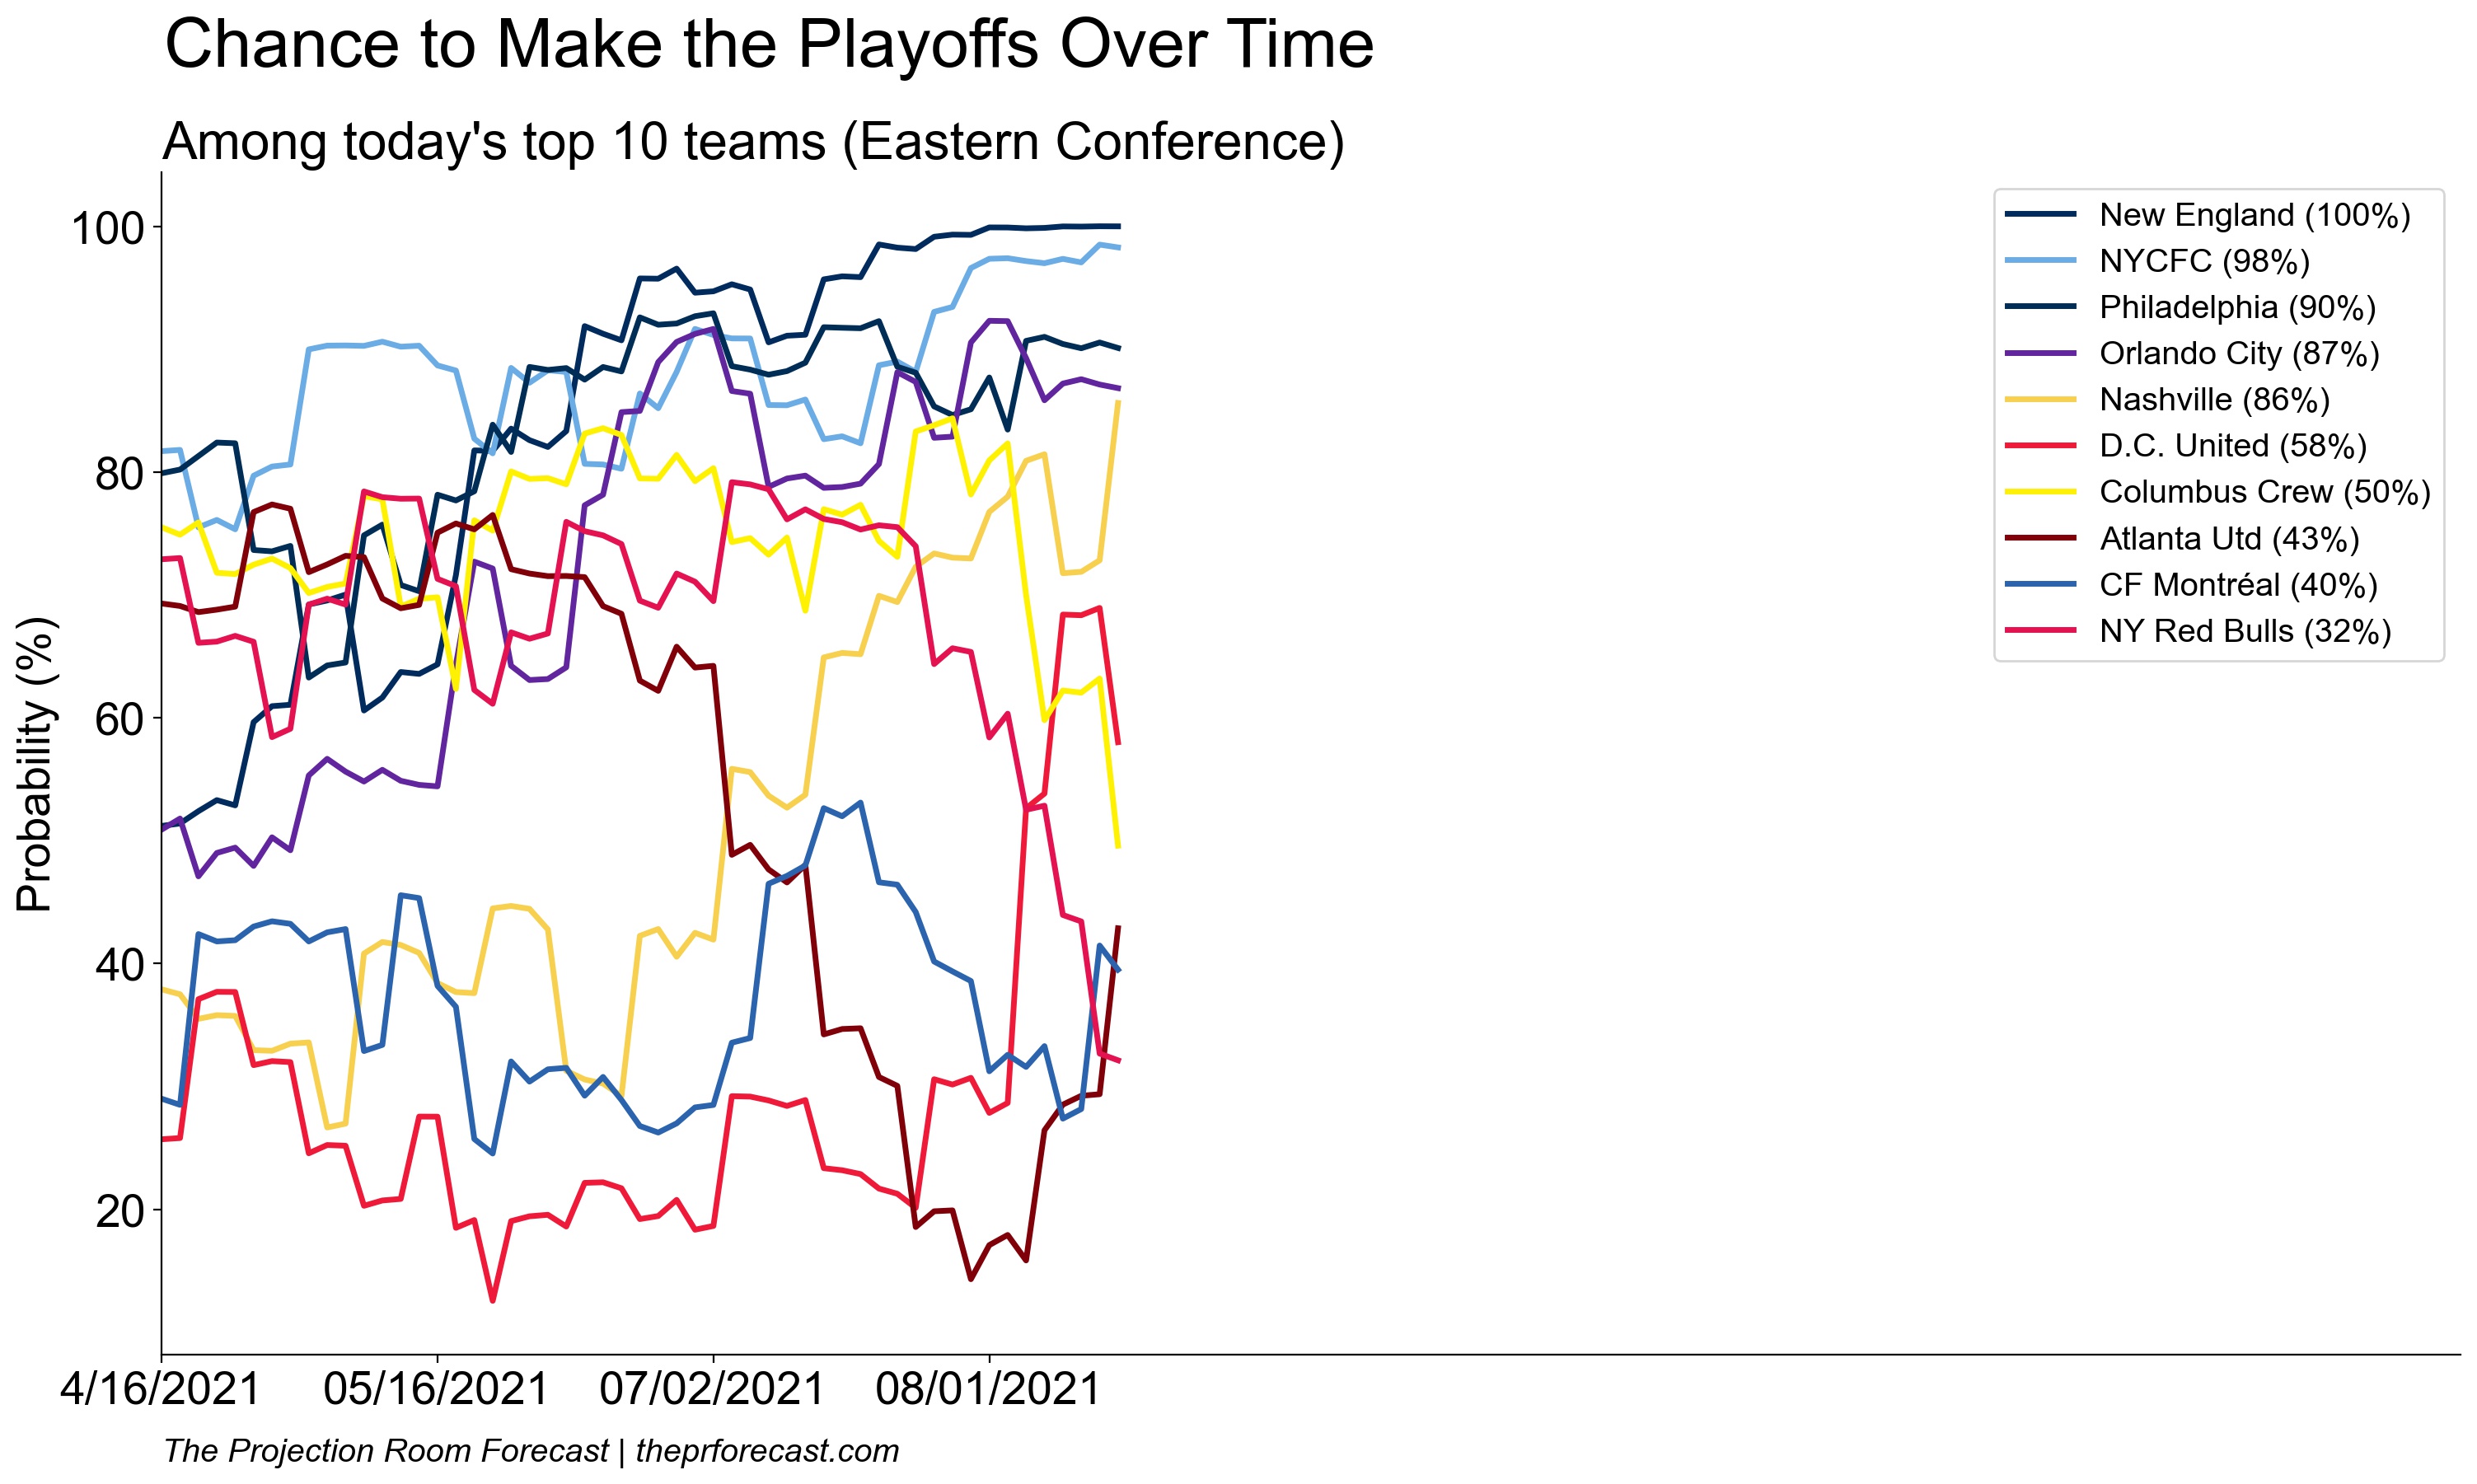 Chance to Make the Playoffs Over Time
Among today's top 10 teams (Eastern Conference)
Probability (%)
100
80
60
40
20
4/16/2021
05/16/2021
07/02/2021
08/01/2021
New England (100%)
NYCFC (98%)
Philadelphia (90%)
Orlando City (87%)
Nashville (86%)
D.C. United (58%)
Columbus Crew (50%)
Atlanta Utd (43%)
CF Montréal (40%)
NY Red Bulls (32%)
The Projection Room Forecast | theprforecast.com